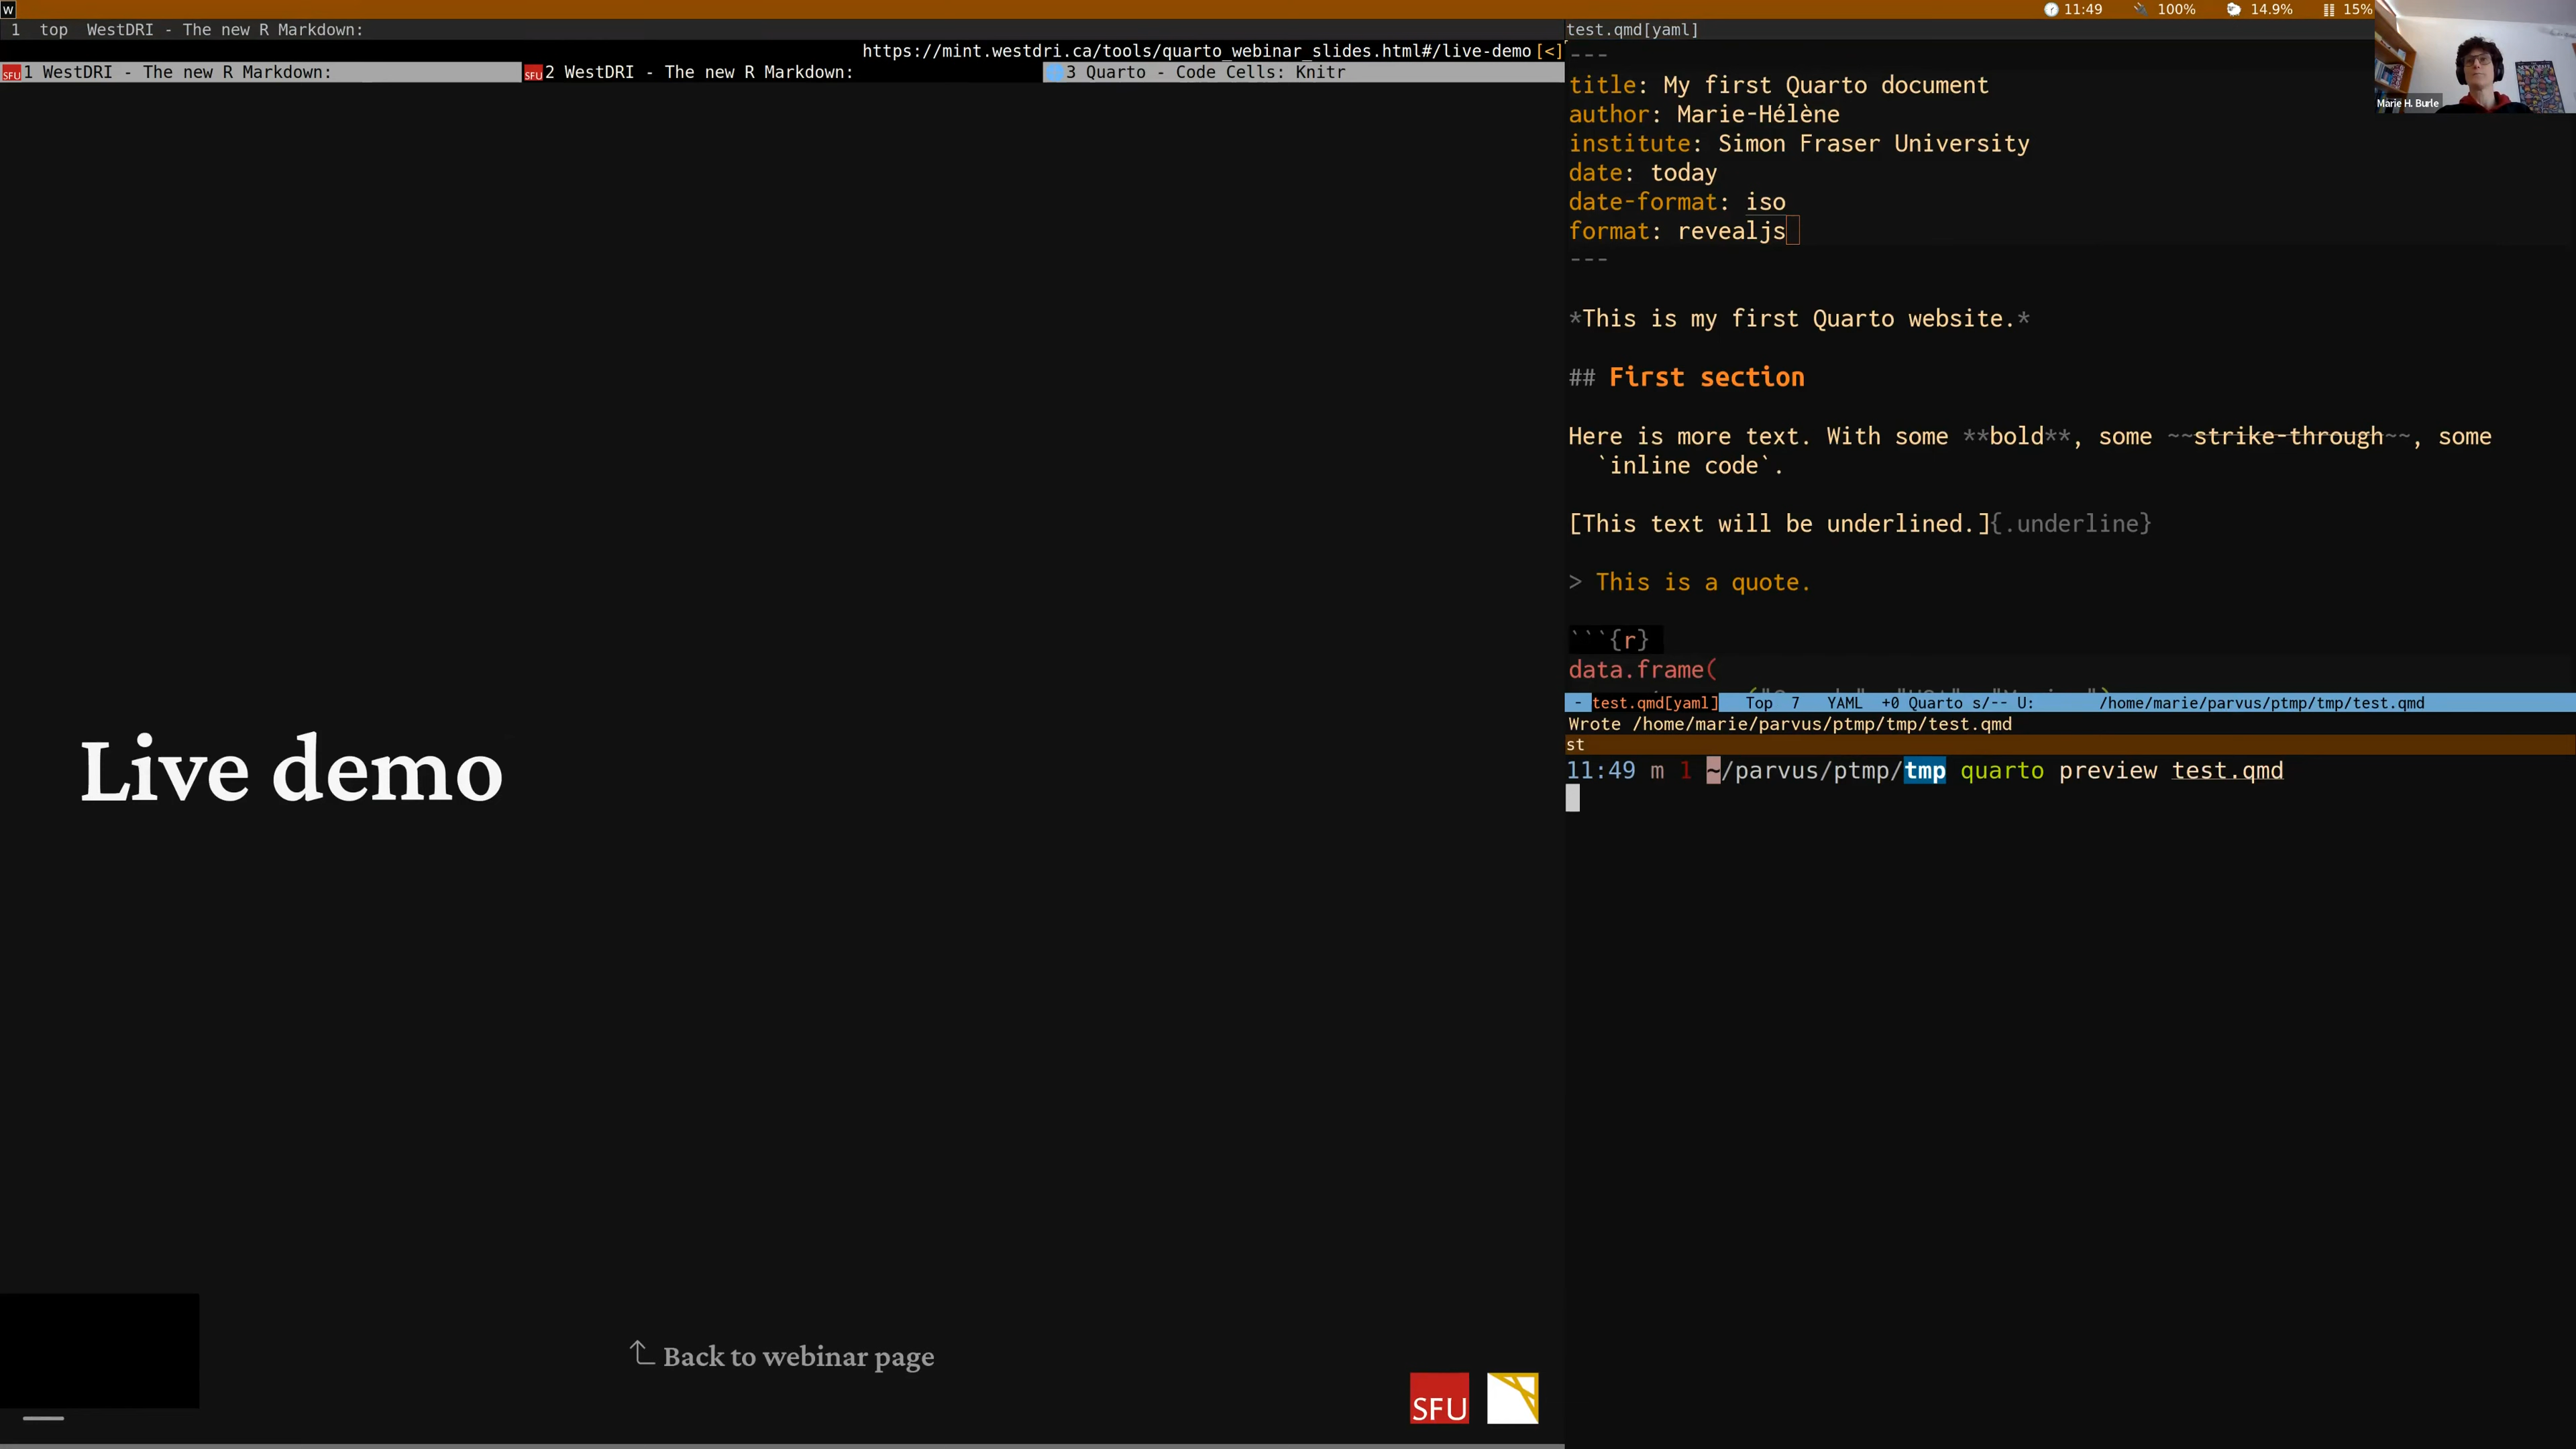 W
11:49 100% 14.9% 15%
1 top WestDRI - The new R Markdown:
https://mint.westdri.ca/tools/quarto_webinar_slides.html#/live-demo [<]
SFU 1 WestDRI - The new R Markdown: SFU 2 WestDRI - The new R Markdown: 3 Quarto - Code Cells: Knitr
Live demo
Back to webinar page
SFU
test.qmd[yaml]
---
title: My first Quarto document
author: Marie-Hélène
institute: Simon Fraser University
date: today
date-format: iso
format: revealjs
---
*This is my first Quarto website.*
## First section
Here is more text. With some **bold**, some ~~strike-through~~, some
`inline code`.
[This text will be underlined.]{.underline}
> This is a quote.
```{r}
data.frame(
- test.qmd[yaml] Top 7 YAML +0 Quarto s/-- U: /home/marie/parvus/ptmp/tmp/test.qmd
Wrote /home/marie/parvus/ptmp/tmp/test.qmd
st
11:49 m 1 ~/parvus/ptmp/tmp quarto preview test.qmd
Marie H. Burle